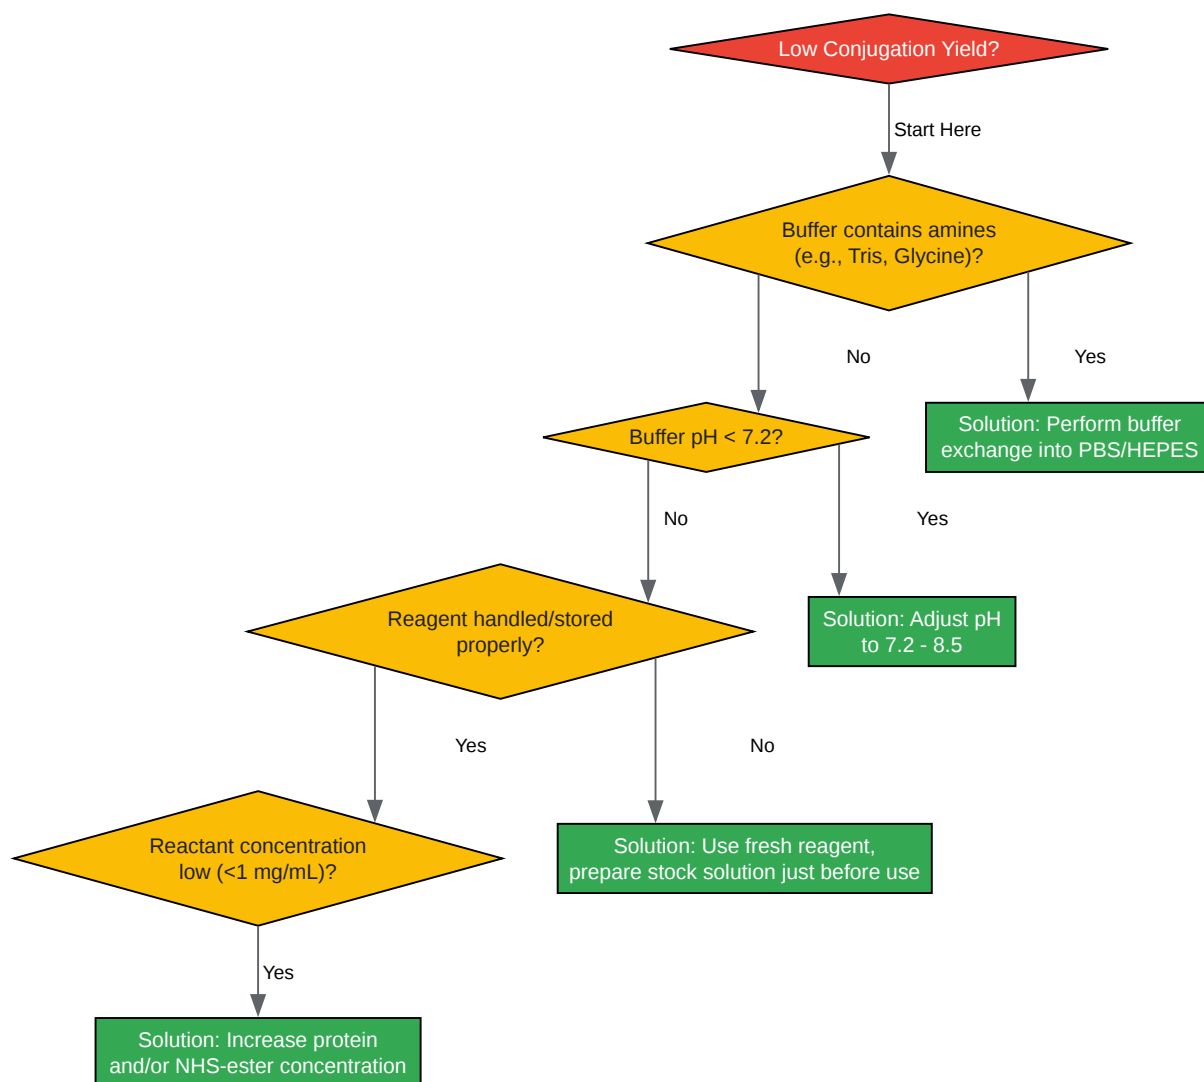 Low Conjugation Yield?
Start Here
Buffer contains amines
(e.g., Tris, Glycine)?
No
Yes
Buffer pH < 7.2?
Solution: Perform buffer
exchange into PBS/HEPES
No
Yes
Reagent handled/stored
properly?
Solution: Adjust pH
to 7.2 - 8.5
Yes
No
Reactant concentration
low (<1 mg/mL)?
Solution: Use fresh reagent,
prepare stock solution just before use
Yes
Solution: Increase protein
and/or NHS-ester concentration